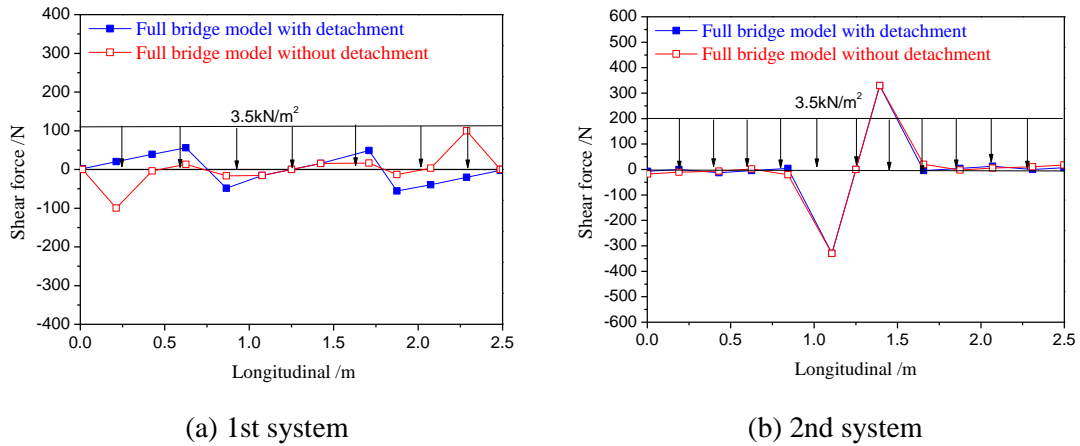 400
300
200
100
0
-100
-200
-300
-400
Shear force /N
Full bridge model with detachment
Full bridge model without detachment
3.5kN/m²
0.0 0.5 1.0 1.5 2.0 2.5
Longitudinal /m
(a) 1st system
600
500
400
300
200
100
0
-100
-200
-300
-400
-500
-600
Shear force /N
Full bridge model with detachment
Full bridge model without detachment
3.5kN/m²
0.0 0.5 1.0 1.5 2.0 2.5
Longitudinal /m
(b) 2nd system